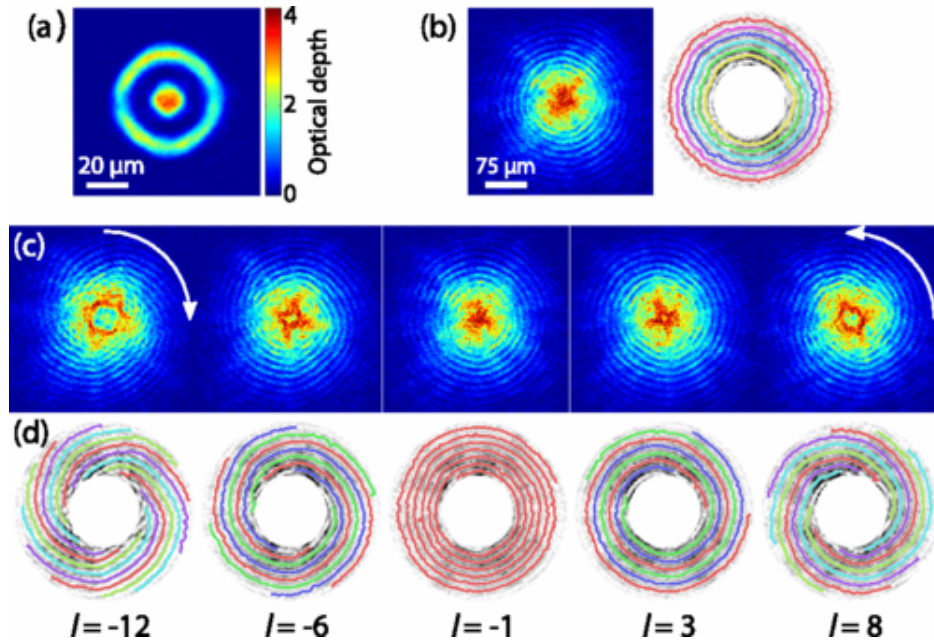 (a)
4
2
0
Optical depth
20 μm
(b)
75 μm
(c)
(d)
l = -12
l = -6
l = -1
l = 3
l = 8